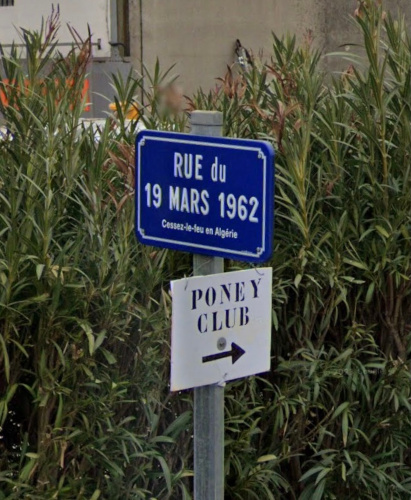 RUE du
19 MARS 1962
Cessez-le-feu en Algérie
PONEY
CLUB